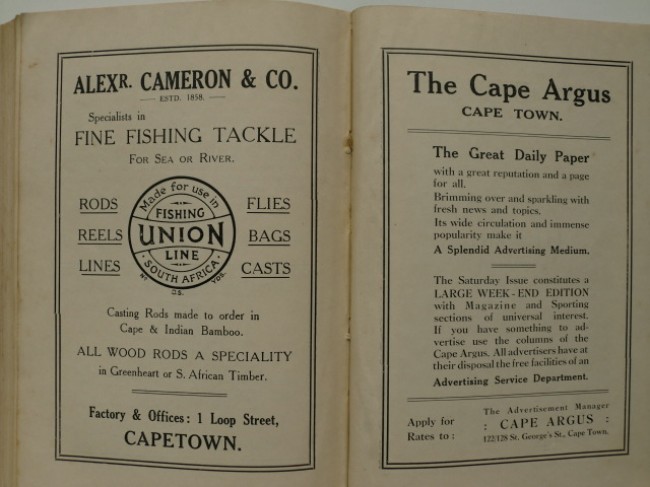 ALEXR. CAMERON & CO.
ESTD. 1858.
Specialists in
FINE FISHING TACKLE
FOR SEA OR RIVER.
RODS
REELS
LINES
Made for use in
FISHING
UNION
LINE
SOUTH AFRICA
YDS.
FLIES
BAGS
CASTS
Casting Rods made to order in
Cape & Indian Bamboo.
ALL WOOD RODS A SPECIALITY
in Greenheart or S. African Timber.
Factory & Offices: 1 Loop Street,
CAPETOWN.
The Cape Argus
CAPE TOWN.
The Great Daily Paper
with a great reputation and a page
for all.
Brimming over and sparkling with
fresh news and topics.
Its wide circulation and immense
popularity make it
A Splendid Advertising Medium.
The Saturday Issue constitutes a
LARGE WEEK-END EDITION
with Magazine and Sporting
sections of universal interest.
If you have something to ad-
vertise use the columns of the
Cape Argus. All advertisers have at
their disposal the free facilities of an
Advertising Service Department.
Apply for
Rates to:
The Advertisement Manager
: CAPE ARGUS :
122/128 St. George's St., Cape Town.